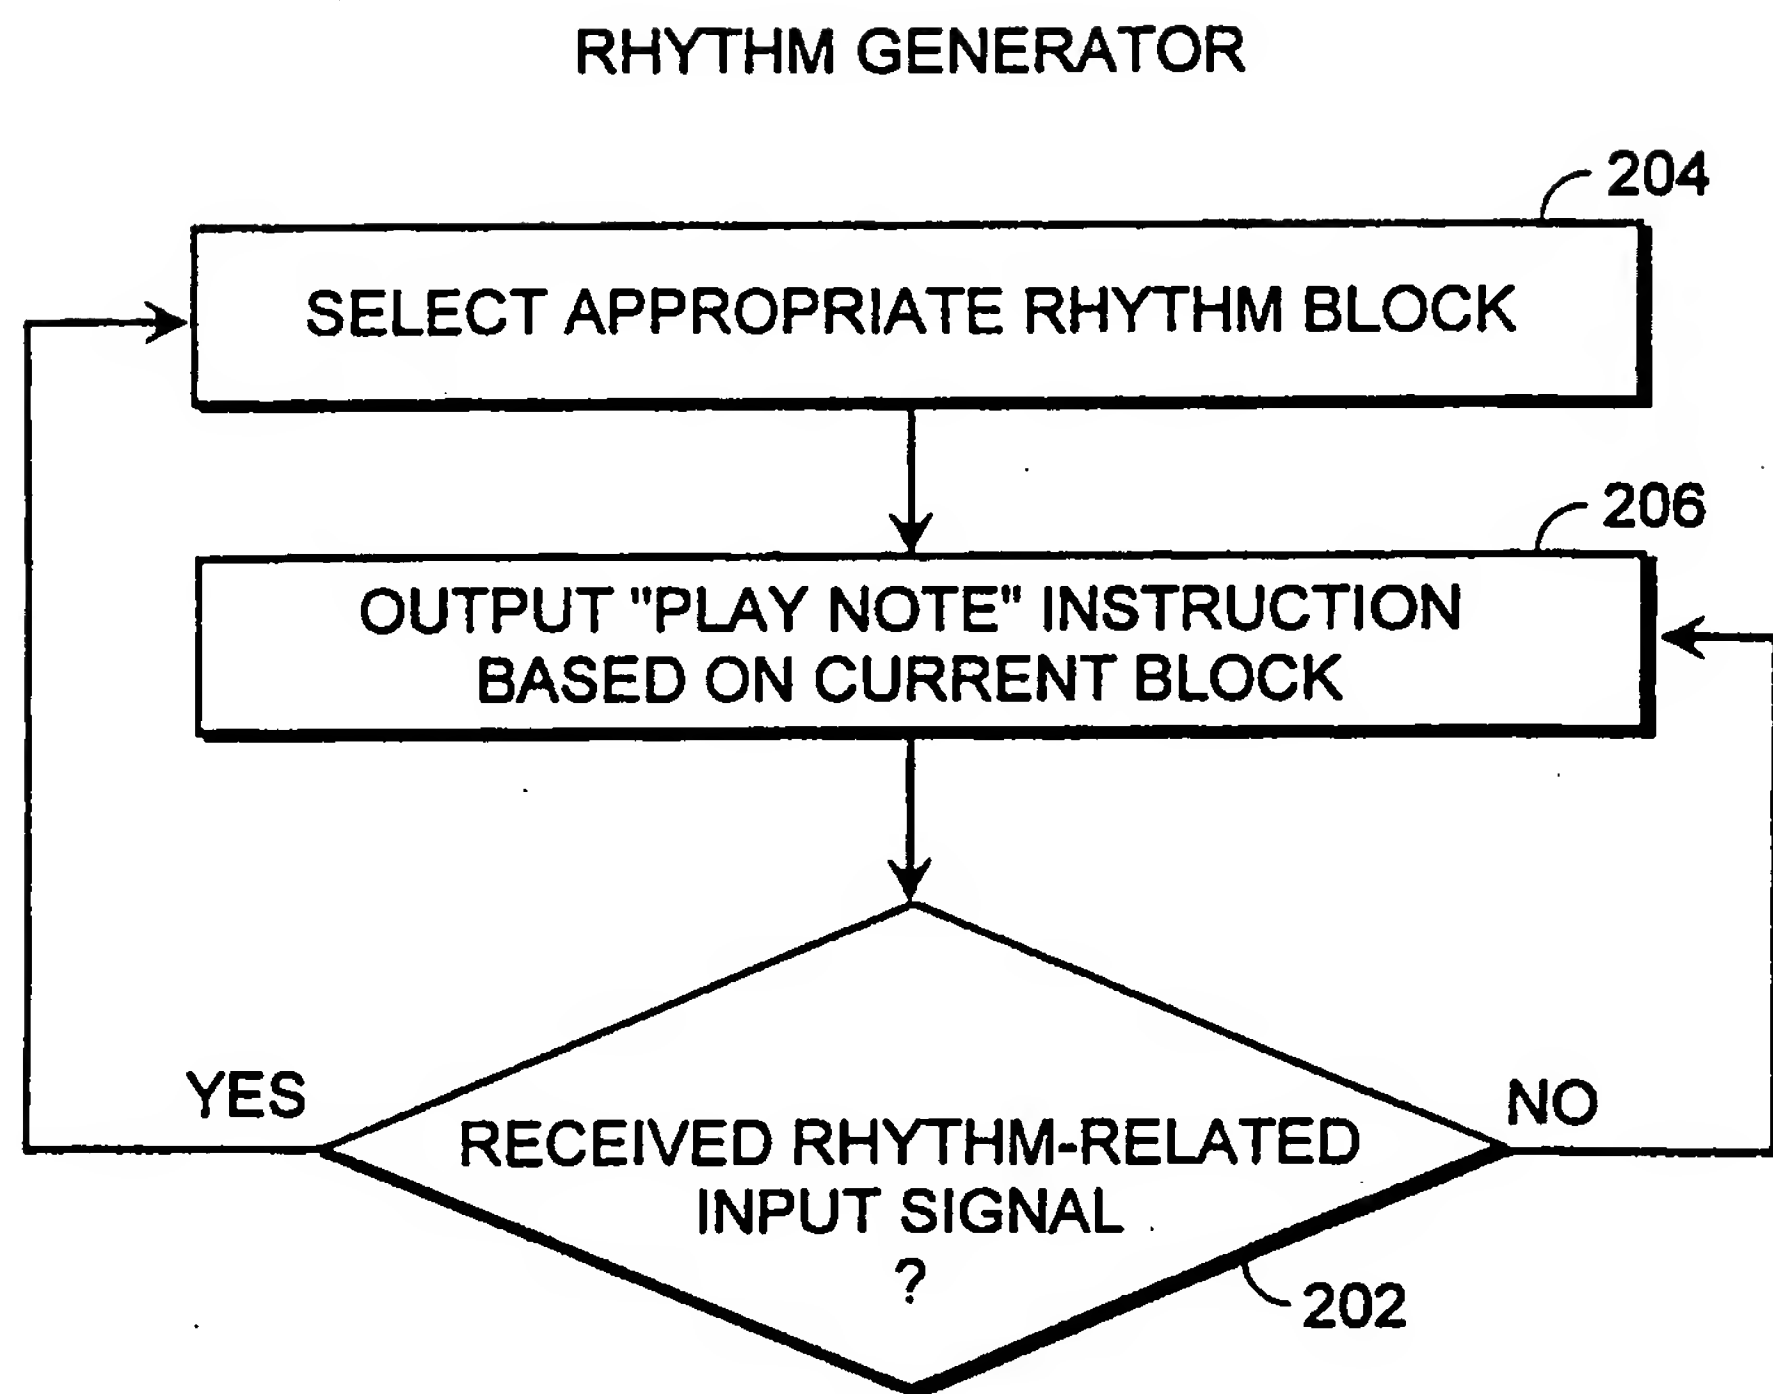 RHYTHM GENERATOR
204
SELECT APPROPRIATE RHYTHM BLOCK
206
OUTPUT "PLAY NOTE" INSTRUCTION
BASED ON CURRENT BLOCK
YES
NO
RECEIVED RHYTHM-RELATED
INPUT SIGNAL
?
202